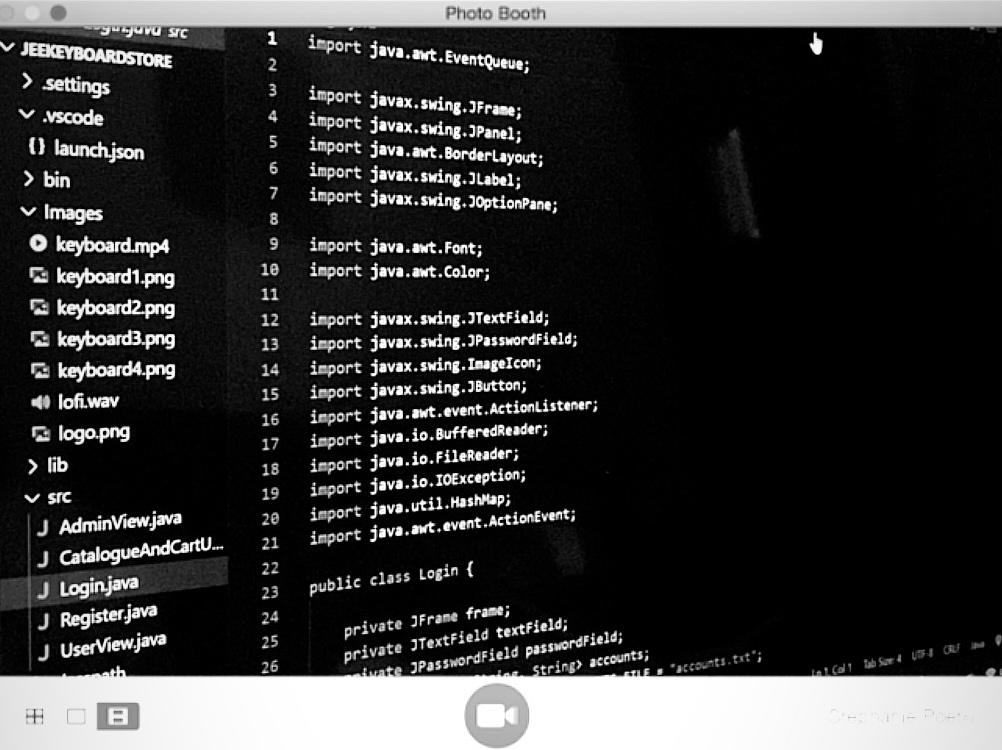 Photo Booth
Login.java src
JEEKEYBOARDSTORE
.settings
.vscode
{} launch.json
bin
Images
keyboard.mp4
keyboard1.png
keyboard2.png
keyboard3.png
keyboard4.png
lofi.wav
logo.png
lib
src
J AdminView.java
J CatalogueAndCartU...
J Login.java
J Register.java
J UserView.java
1 import java.awt.EventQueue;
2
3 import javax.swing.JFrame;
4 import javax.swing.JPanel;
5 import java.awt.BorderLayout;
6 import javax.swing.JLabel;
7 import javax.swing.JOptionPane;
8
9 import java.awt.Font;
10 import java.awt.Color;
11
12 import javax.swing.JTextField;
13 import javax.swing.JPasswordField;
14 import javax.swing.ImageIcon;
15 import javax.swing.JButton;
16 import java.awt.event.ActionListener;
17 import java.io.BufferedReader;
18 import java.io.FileReader;
19 import java.io.IOException;
20 import java.util.HashMap;
21 import java.awt.event.ActionEvent;
22
23 public class Login {
24
25 private JFrame frame;
26 private JTextField textField;
private JPasswordField passwordField;
String> accounts;
= "accounts.txt";
Ln 1 Col 1 Tab Size: 4 UTF-8 CRLF Java